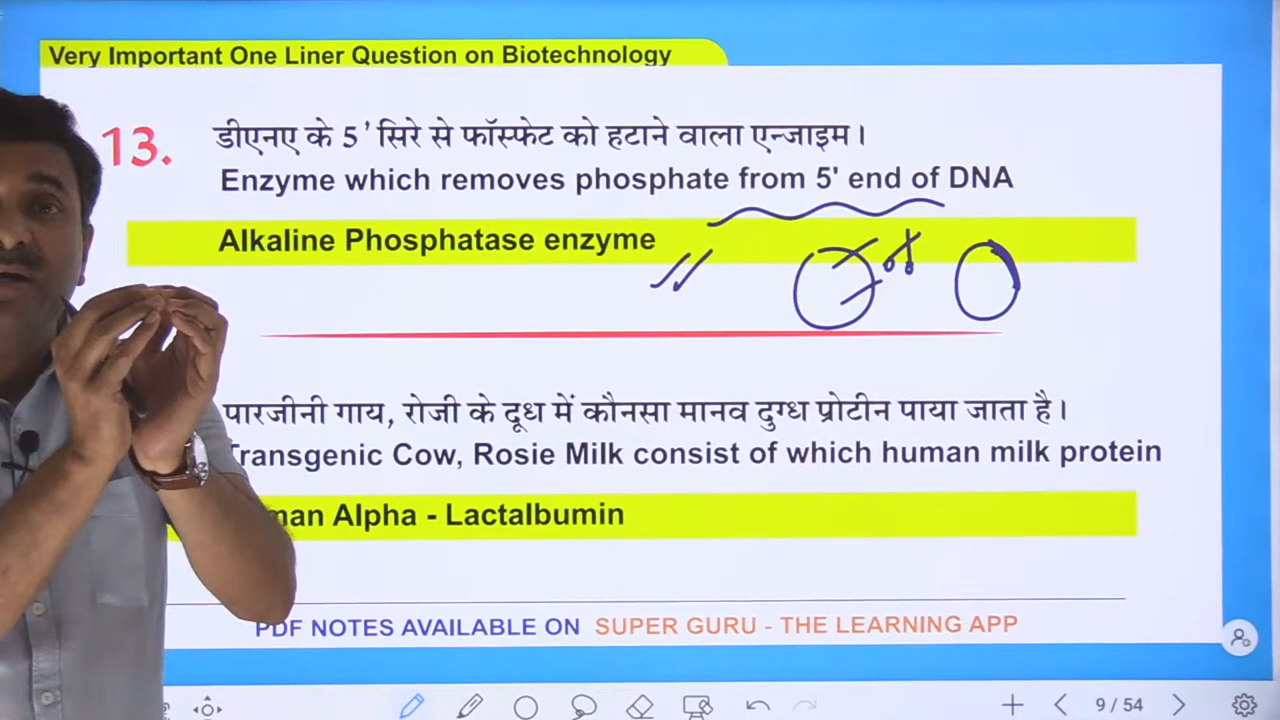 Very Important One Liner Question on Biotechnology
13.
डीएनए के 5' सिरे से फॉस्फेट को हटाने वाला एन्जाइम।
Enzyme which removes phosphate from 5' end of DNA
Alkaline Phosphatase enzyme
पारजीनी गाय, रोजी के दूध में कौनसा मानव दुग्ध प्रोटीन पाया जाता है।
Transgenic Cow, Rosie Milk consist of which human milk protein
Alpha - Lactalbumin
PDF NOTES AVAILABLE ON SUPER GURU - THE LEARNING APP
9 / 54